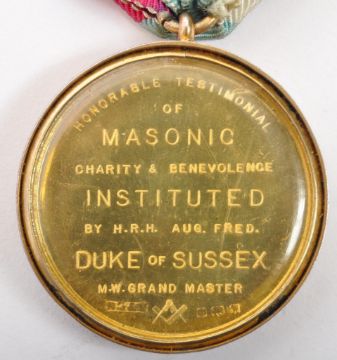 HONORABLE TESTIMONIAL
OF
MASONIC
CHARITY & BENEVOLENCE
INSTITUTED
BY H.R.H. AUG. FRED.
DUKE OF SUSSEX
M.W. GRAND MASTER